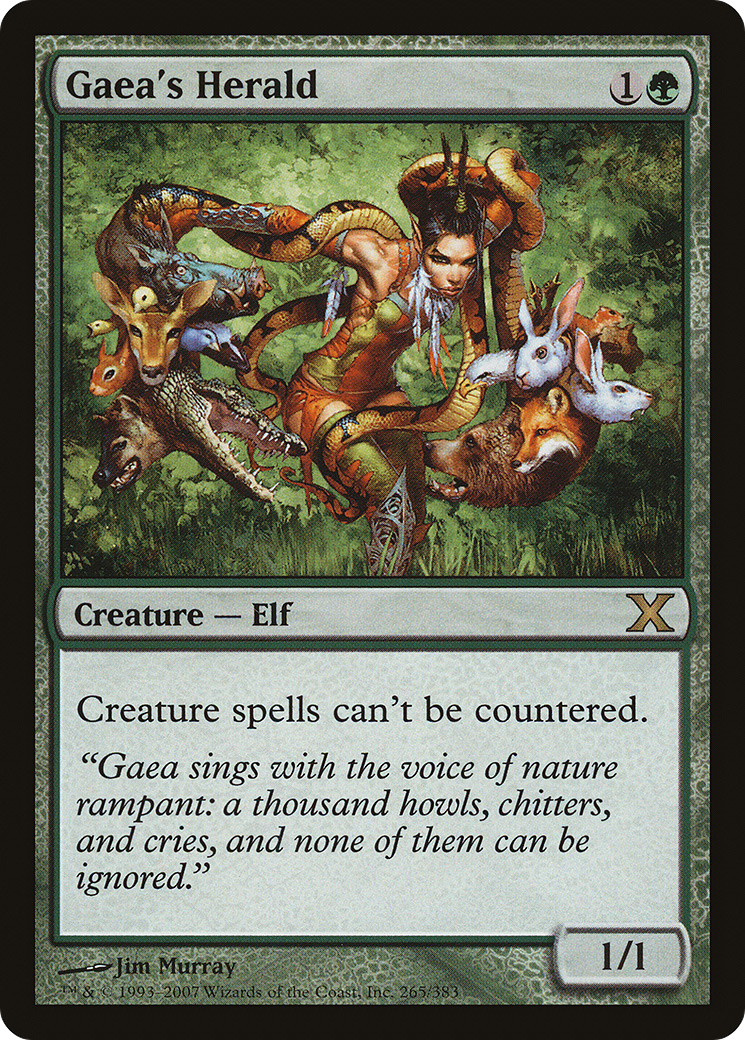 Gaea's Herald 1
Creature — Elf X
Creature spells can't be countered.
“Gaea sings with the voice of nature
rampant: a thousand howls, chitters,
and cries, and none of them can be
ignored.”
1/1
Jim Murray
™ & © 1993–2007 Wizards of the Coast, Inc. 265/383